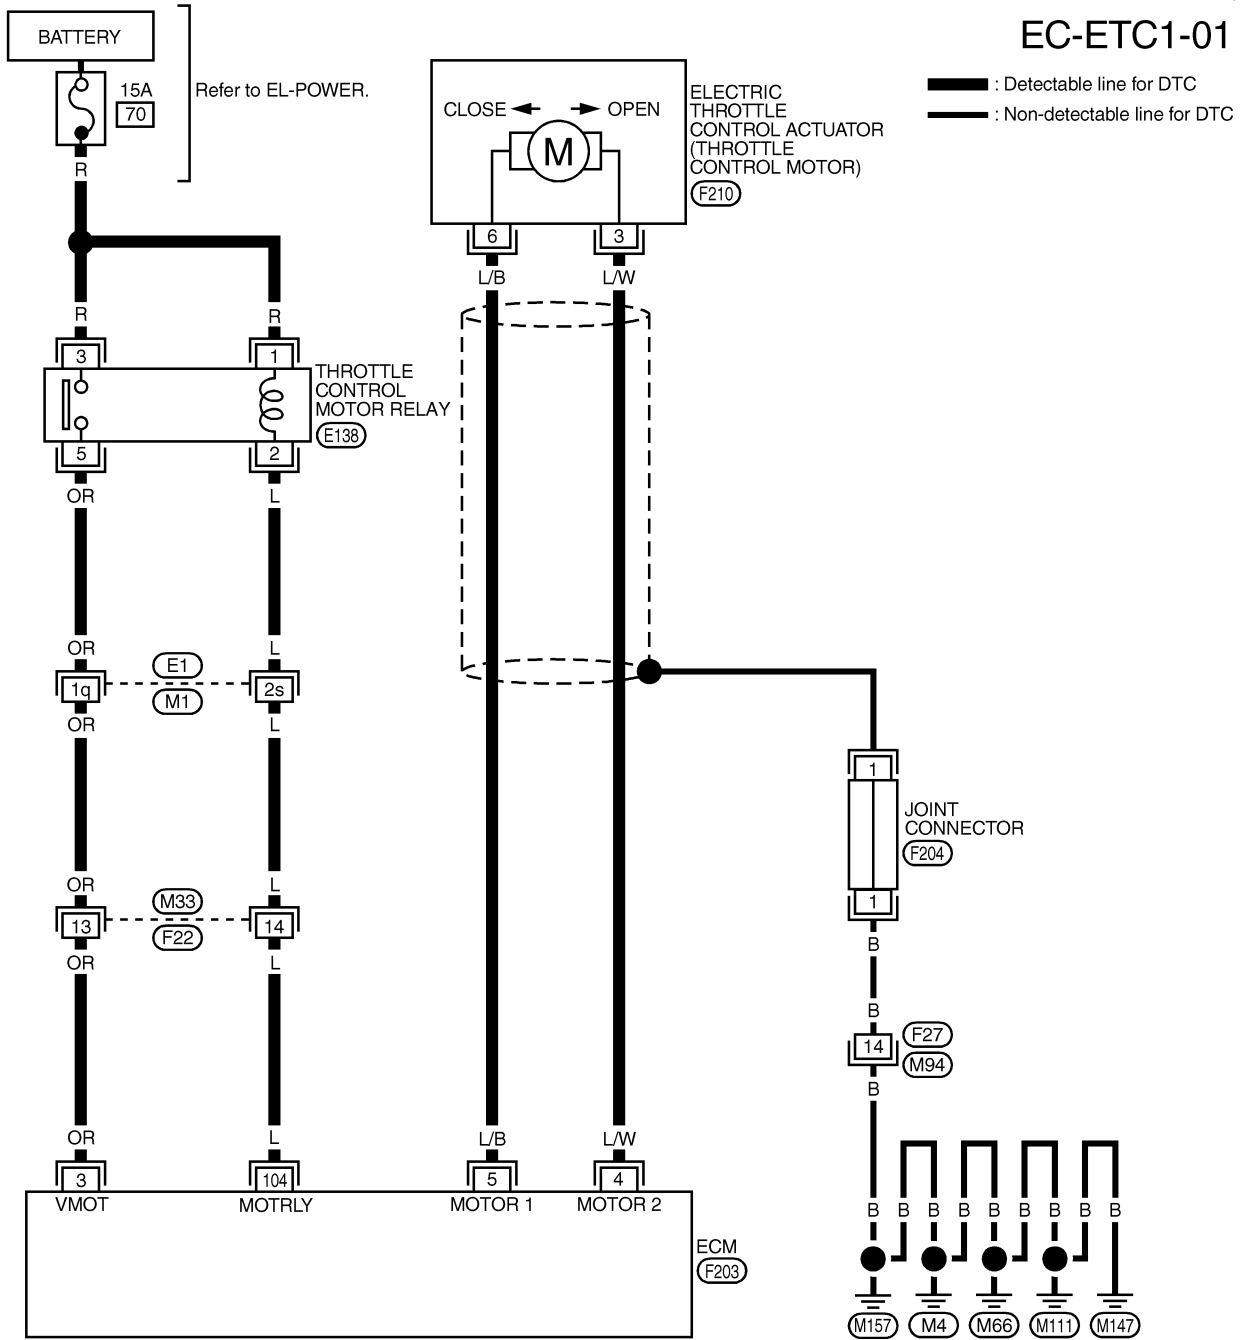 EC-ETC1-01
BATTERY
15A
70
Refer to EL-POWER.
: Detectable line for DTC
: Non-detectable line for DTC
CLOSE
OPEN
M
ELECTRIC
THROTTLE
CONTROL ACTUATOR
(THROTTLE
CONTROL MOTOR)
F210
R
6
3
L/B
L/W
R
R
3
1
THROTTLE
CONTROL
MOTOR RELAY
E138
5
2
OR
L
OR
L
1q
E1
M1
2s
OR
L
1
JOINT
CONNECTOR
F204
1
OR
L
13
M33
F22
14
OR
L
B
B
14
F27
M94
B
OR
L
L/B
L/W
3
104
5
4
VMOT
MOTRLY
MOTOR 1
MOTOR 2
ECM
F203
B
B
B
B
B
B
B
B
B
M157
M4
M66
M111
M147